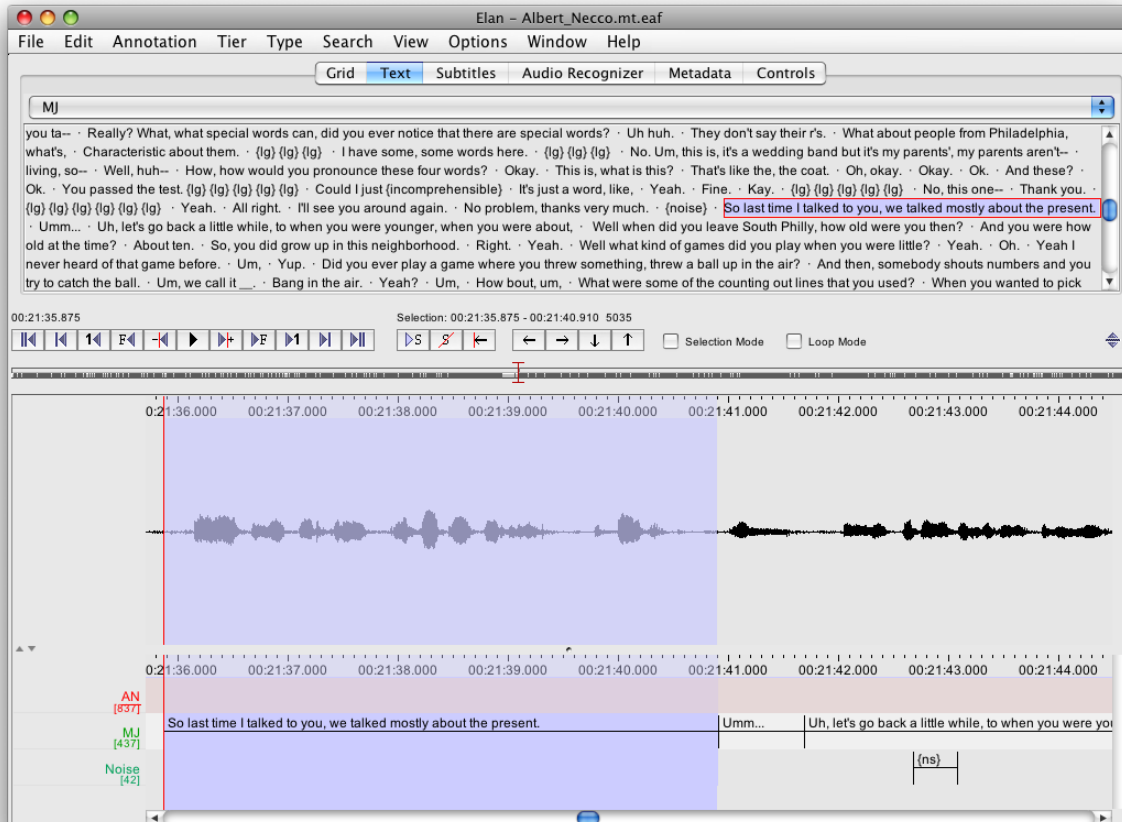 Elan – Albert_Necco.mt.eaf
File Edit Annotation Tier Type Search View Options Window Help
Grid Text Subtitles Audio Recognizer Metadata Controls
MJ
you ta-- · Really? What, what special words can, did you ever notice that there are special words? · Uh huh. · They don't say their r's. · What about people from Philadelphia,
what's, · Characteristic about them. · {lg} {lg} {lg} · I have some, some words here. · {lg} {lg} {lg} · No. Um, this is, it's a wedding band but it's my parents', my parents aren't-- ·
living, so-- · Well, huh-- · How, how would you pronounce these four words? · Okay. · This is, what is this? · That's like the, the coat. · Oh, okay. · Okay. · Ok. · And these? ·
Ok. · You passed the test. {lg} {lg} {lg} {lg} · Could I just {incomprehensible} · It's just a word, like, · Yeah. · Fine. · Kay. · {lg} {lg} {lg} {lg} {lg} · No, this one-- · Thank you. ·
{lg} {lg} {lg} {lg} {lg} {lg} · Yeah. · All right. · I'll see you around again. · No problem, thanks very much. · {noise} · So last time I talked to you, we talked mostly about the present.
· Umm... · Uh, let's go back a little while, to when you were younger, when you were about, · Well when did you leave South Philly, how old were you then? · And you were how
old at the time? · About ten. · So, you did grow up in this neighborhood. · Right. · Yeah. · Well what kind of games did you play when you were little? · Yeah. · Oh. · Yeah I
never heard of that game before. · Um, · Yup. · Did you ever play a game where you threw something, threw a ball up in the air? · And then, somebody shouts numbers and you
try to catch the ball. · Um, we call it __. · Bang in the air. · Yeah? · Um, · How bout, um, · What were some of the counting out lines that you used? · When you wanted to pick
00:21:35.875 Selection: 00:21:35.875 - 00:21:40.910 5035
1 F + F 1 S S Selection Mode Loop Mode
0:21:36.000 00:21:37.000 00:21:38.000 00:21:39.000 00:21:40.000 00:21:41.000 00:21:42.000 00:21:43.000 00:21:44.000
0:21:36.000 00:21:37.000 00:21:38.000 00:21:39.000 00:21:40.000 00:21:41.000 00:21:42.000 00:21:43.000 00:21:44.000
AN
[837]
So last time I talked to you, we talked mostly about the present. Umm... Uh, let's go back a little while, to when you were you
MJ
[437]
{ns}
Noise
[42]